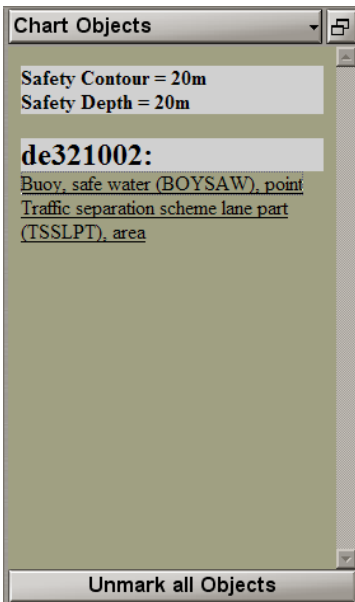 Chart Objects
Safety Contour = 20m
Safety Depth = 20m
de321002:
Buoy, safe water (BOYSAW), point
Traffic separation scheme lane part
(TSSLPT), area
Unmark all Objects